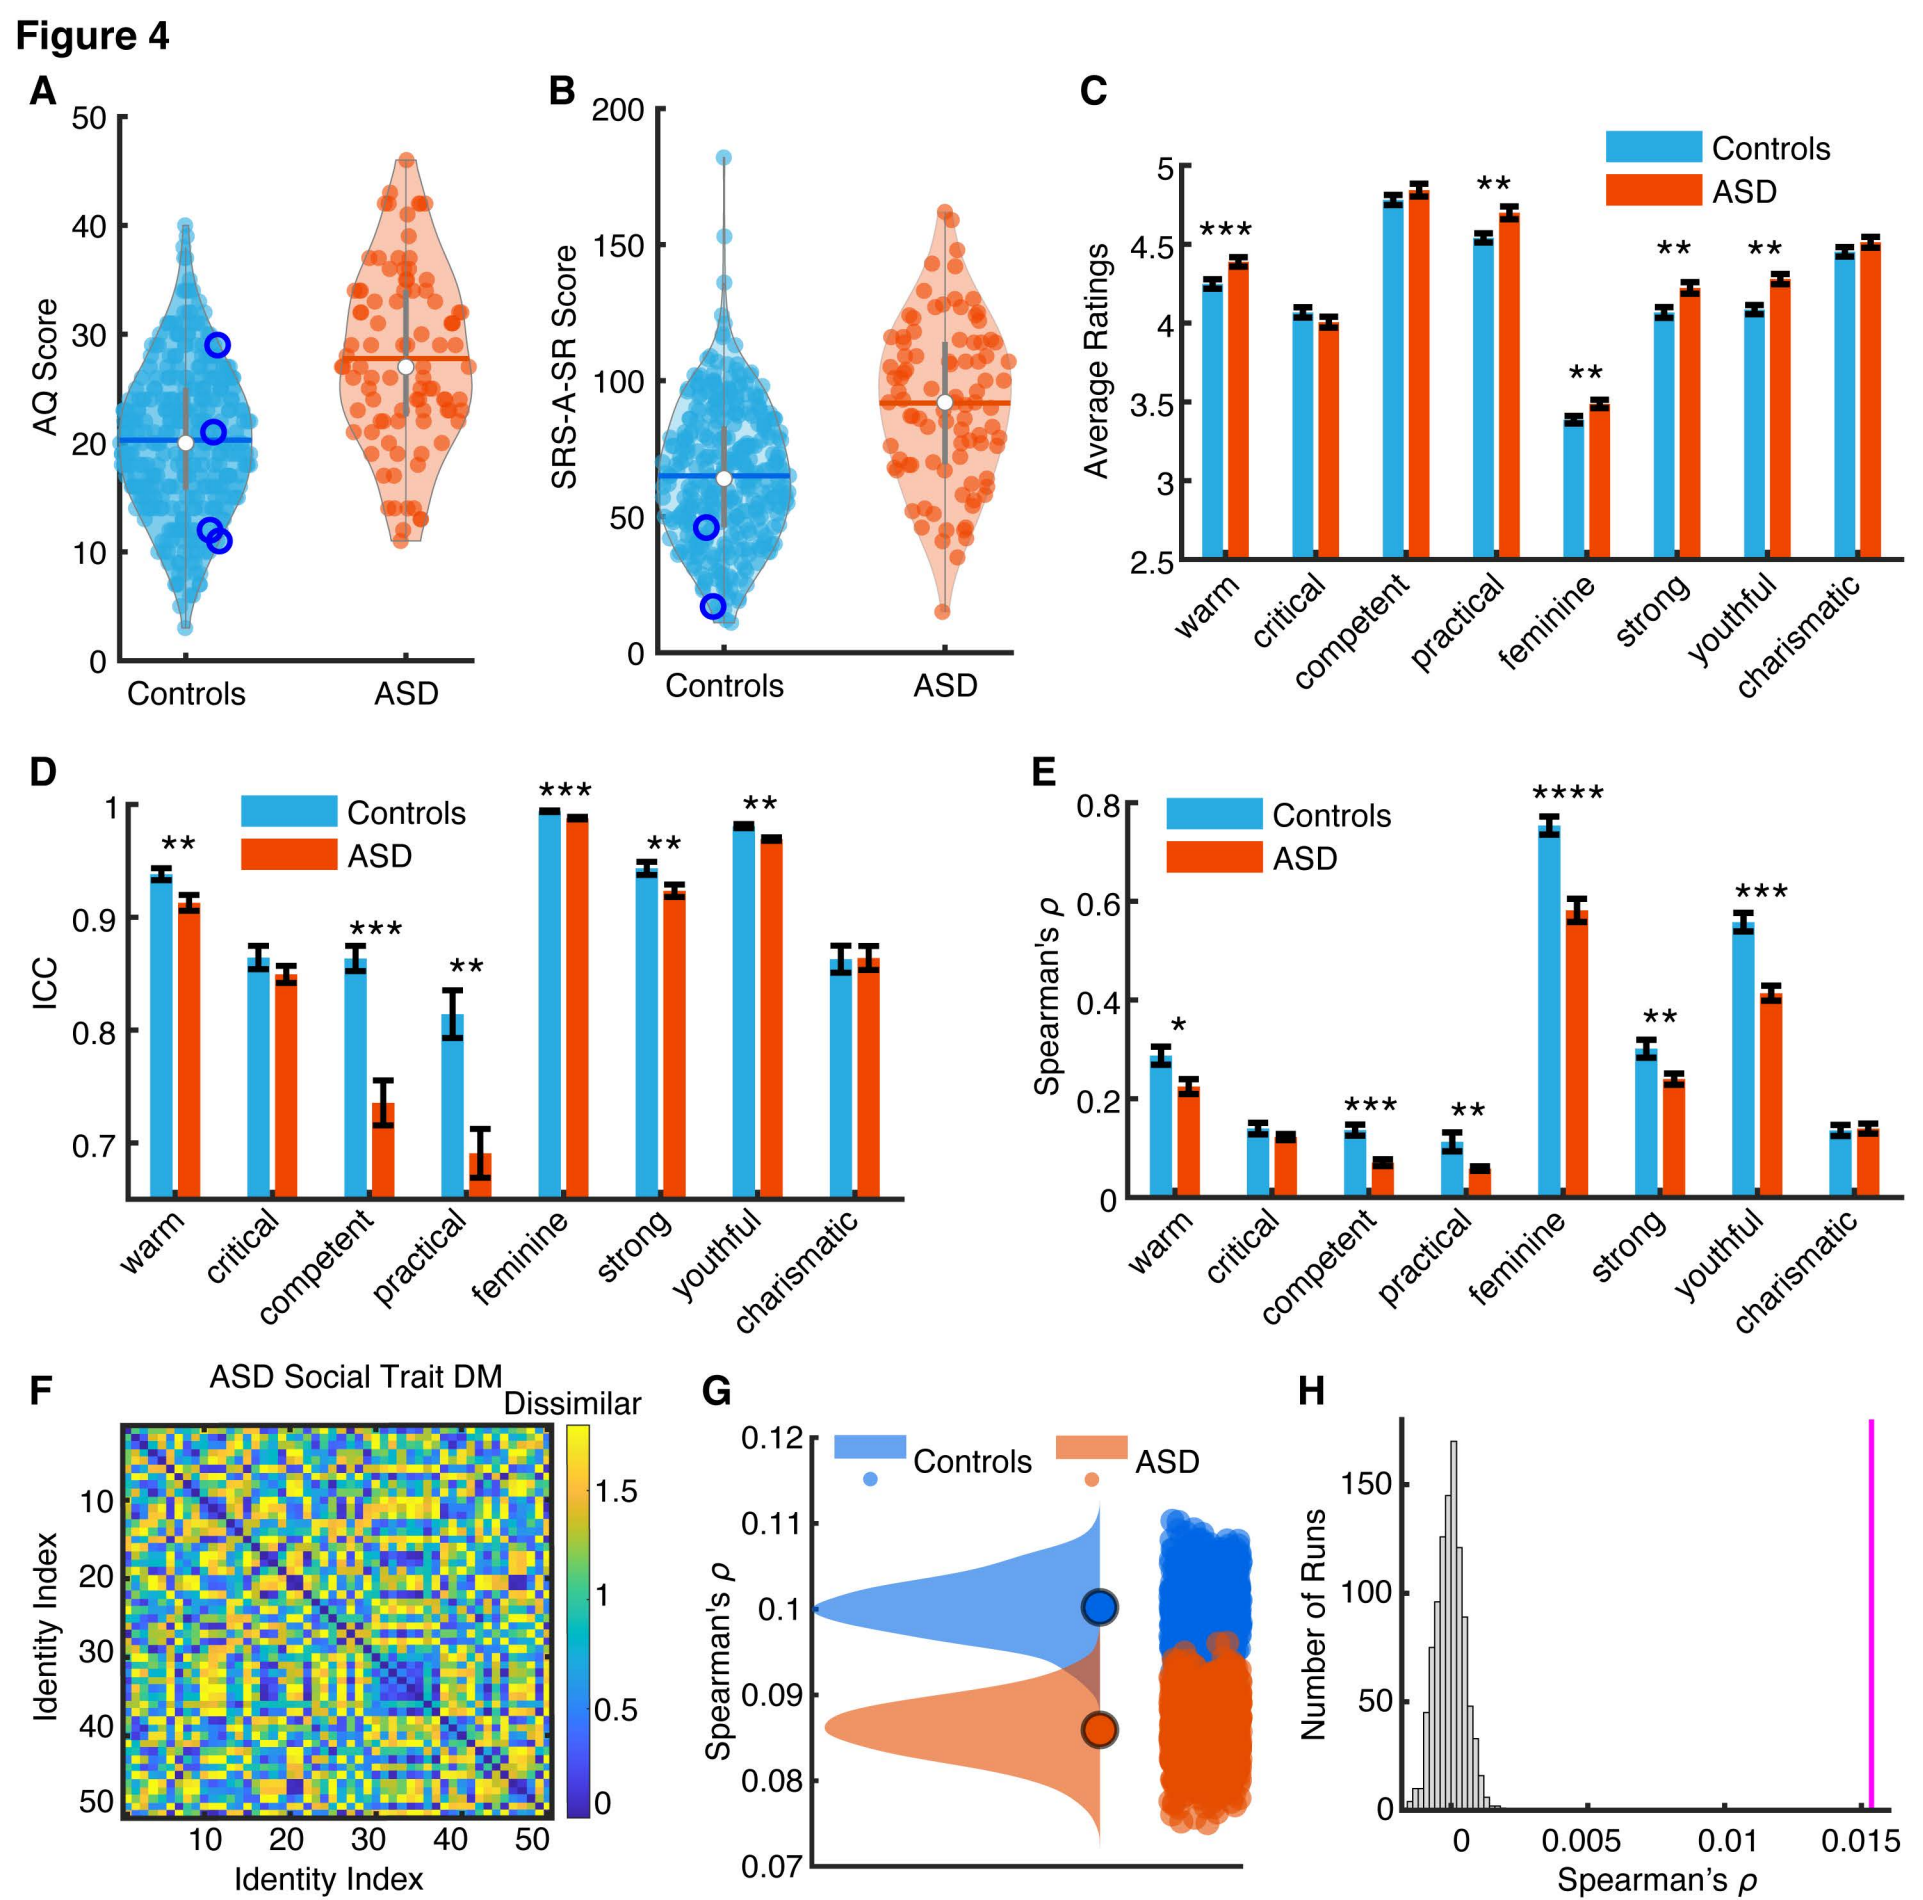 Figure 4
A
50
40
30
20
10
0
AQ Score
Controls
ASD
B
200
150
100
50
0
SRS-A-SR Score
Controls
ASD
C
Controls
ASD
5
4.5
4
3.5
3
2.5
Average Ratings
***
**
**
**
**
warm
critical
competent
practical
feminine
strong
youthful
charismatic
D
Controls
ASD
1
0.9
0.8
0.7
ICC
**
***
**
***
**
**
warm
critical
competent
practical
feminine
strong
youthful
charismatic
E
Controls
ASD
0.8
0.6
0.4
0.2
0
Spearman's ρ
*
***
**
****
**
***
warm
critical
competent
practical
feminine
strong
youthful
charismatic
F
ASD Social Trait DM
Dissimilar
1.5
1
0.5
0
10
20
30
40
50
Identity Index
10 20 30 40 50
Identity Index
G
Controls
ASD
0.12
0.11
0.1
0.09
0.08
0.07
Spearman's ρ
H
150
100
50
0
Number of Runs
0 0.005 0.01 0.015
Spearman's ρ